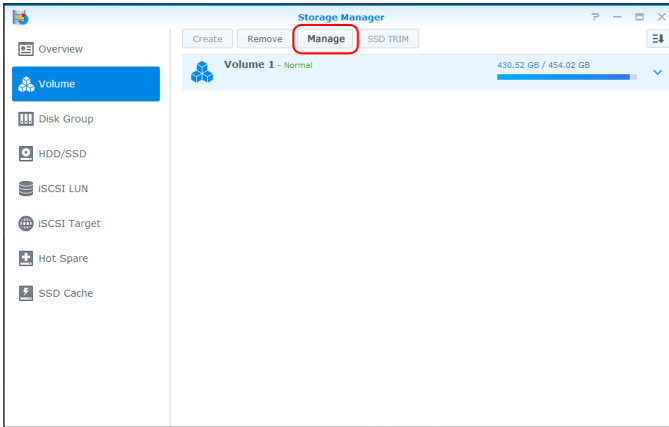 Storage Manager
Create Remove Manage SSD TRIM
Overview
Volume
Disk Group
HDD/SSD
iSCSI LUN
iSCSI Target
Hot Spare
SSD Cache
Volume 1 - Normal
430.52 GB / 454.02 GB